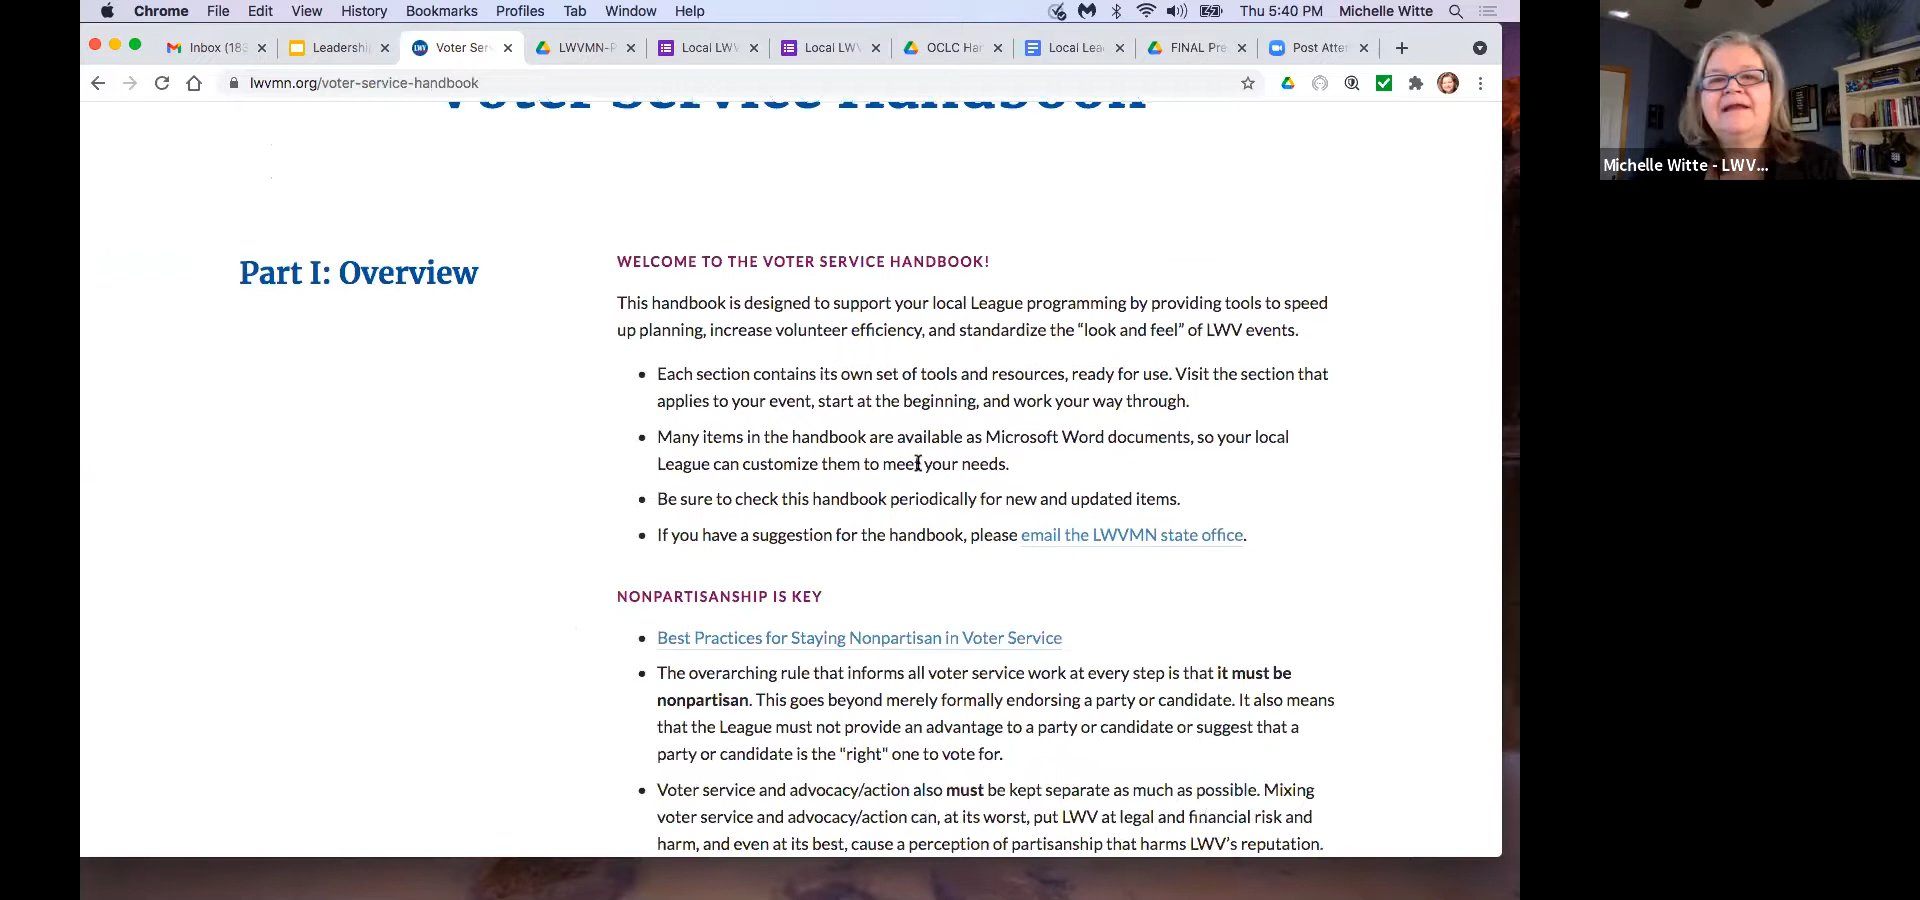 Chrome File Edit View History Bookmarks Profiles Tab Window Help Thu 5:40 PM Michelle Witte
Inbox (183 Leadership Voter Ser LWVMN-P Local LWV Local LWV OCLC Han Local Lea FINAL Pre Post Atte
lwvmn.org/voter-service-handbook
Voter Service Handbook
Part I: Overview
WELCOME TO THE VOTER SERVICE HANDBOOK!
This handbook is designed to support your local League programming by providing tools to speed
up planning, increase volunteer efficiency, and standardize the “look and feel” of LWV events.
• Each section contains its own set of tools and resources, ready for use. Visit the section that
applies to your event, start at the beginning, and work your way through.
• Many items in the handbook are available as Microsoft Word documents, so your local
League can customize them to meet your needs.
• Be sure to check this handbook periodically for new and updated items.
• If you have a suggestion for the handbook, please email the LWVMN state office.
NONPARTISANSHIP IS KEY
• Best Practices for Staying Nonpartisan in Voter Service
• The overarching rule that informs all voter service work at every step is that it must be
nonpartisan. This goes beyond merely formally endorsing a party or candidate. It also means
that the League must not provide an advantage to a party or candidate or suggest that a
party or candidate is the "right" one to vote for.
• Voter service and advocacy/action also must be kept separate as much as possible. Mixing
voter service and advocacy/action can, at its worst, put LWV at legal and financial risk and
harm, and even at its best, cause a perception of partisanship that harms LWV’s reputation.
Michelle Witte - LWV...